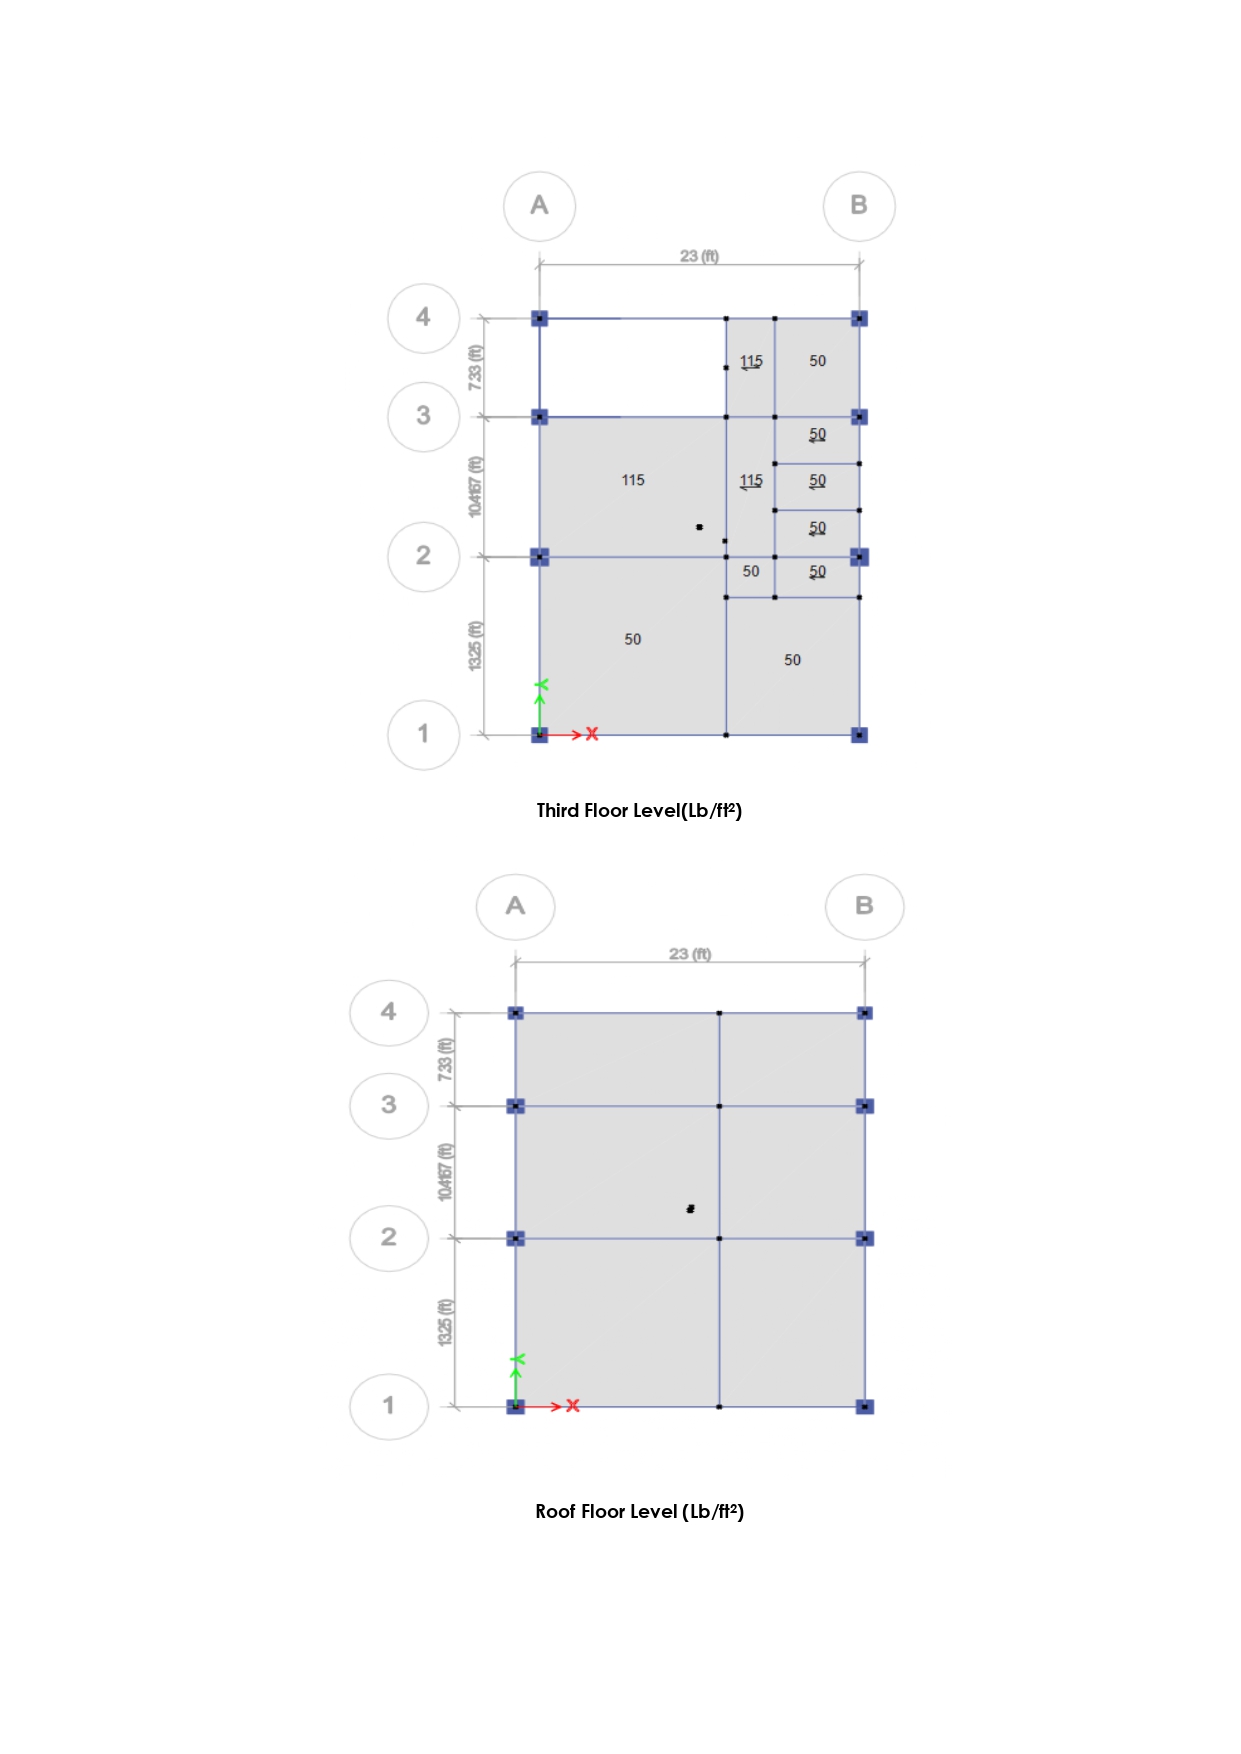 A B
23 (ft)
4
7.33 (ft)
115 50
3
50
10.4167 (ft)
115 115 50
50
2
50 50
13.25 (ft)
50
50
Y
1
X
Third Floor Level(Lb/ft²)
A B
23 (ft)
4
7.33 (ft)
3
10.4167 (ft)
2
13.25 (ft)
Y
1
X
Roof Floor Level (Lb/ft²)